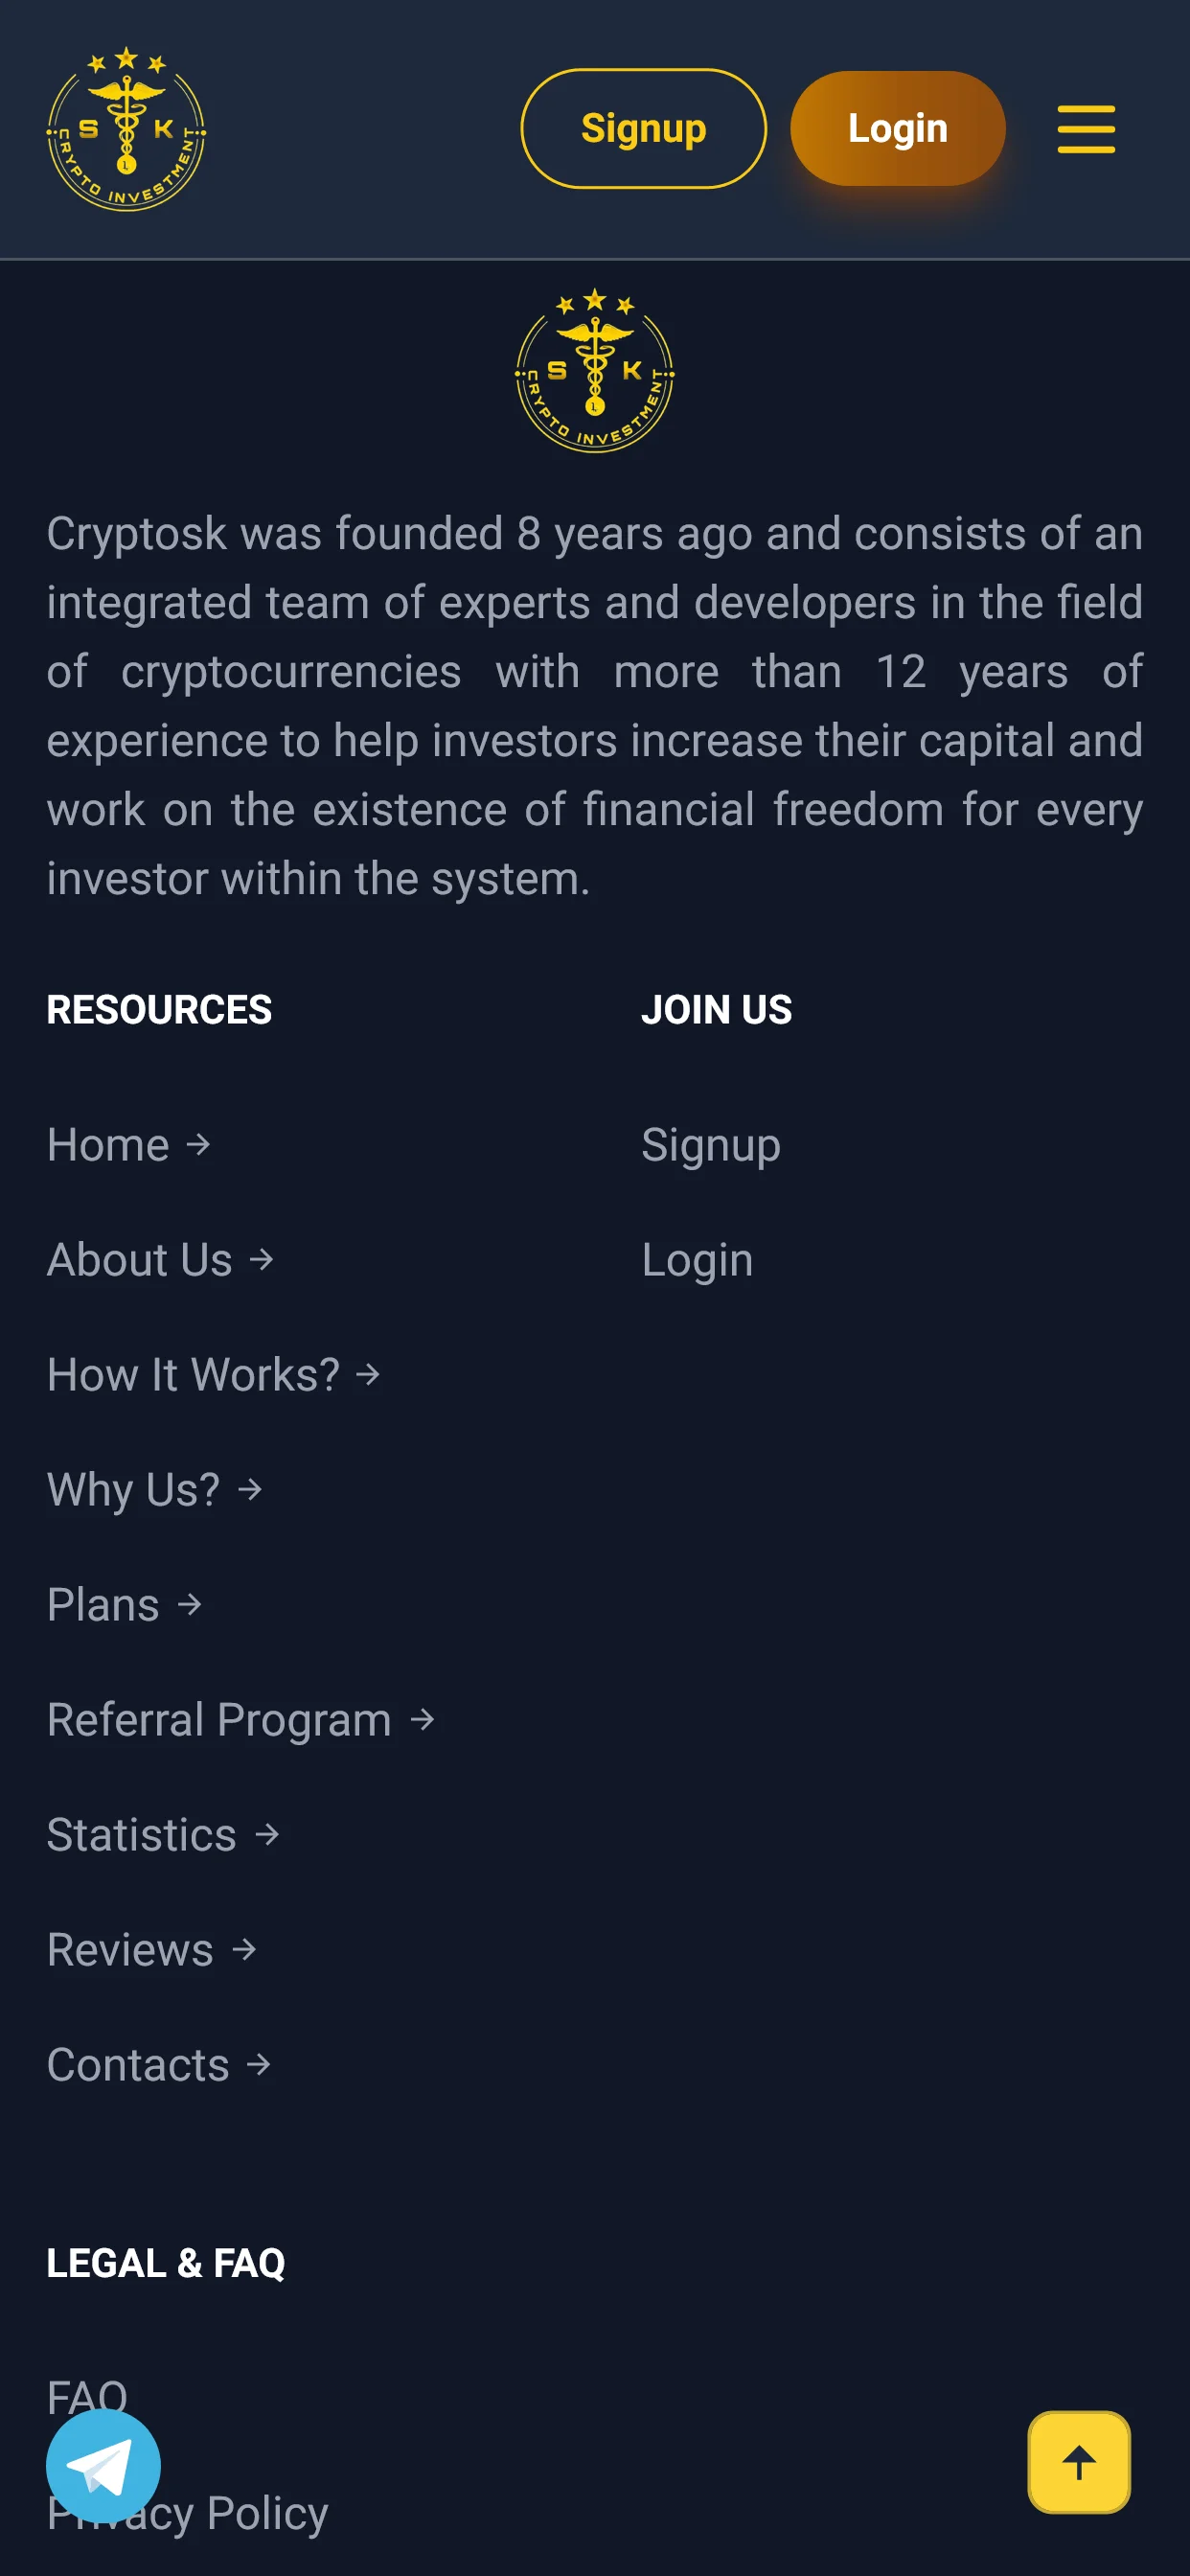 S K
CRYPTO INVESTMENT
Signup
Login
S K
CRYPTO INVESTMENT
Cryptosk was founded 8 years ago and consists of an
integrated team of experts and developers in the field
of cryptocurrencies with more than 12 years of
experience to help investors increase their capital and
work on the existence of financial freedom for every
investor within the system.
RESOURCES
Home
About Us
How It Works?
Why Us?
Plans
Referral Program
Statistics
Reviews
Contacts
JOIN US
Signup
Login
LEGAL & FAQ
FAQ
Privacy Policy